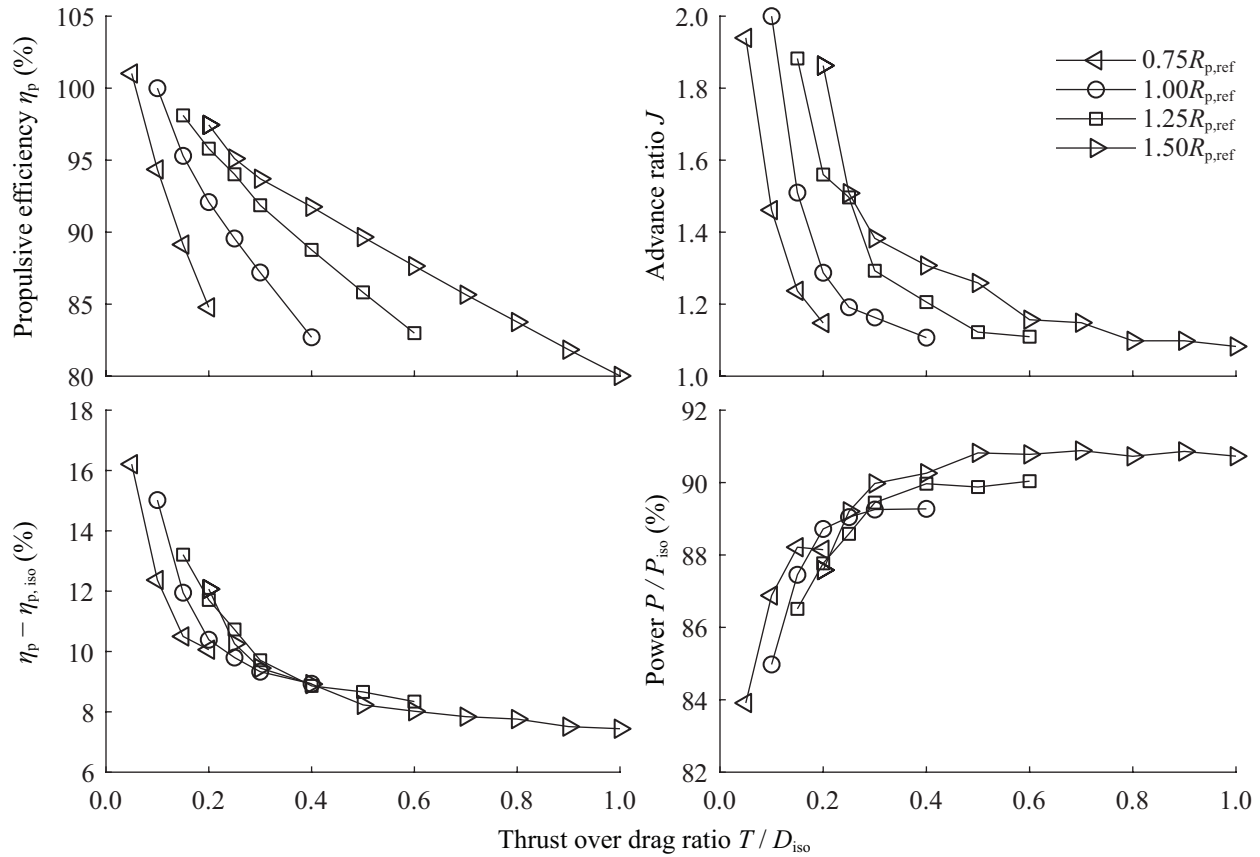 Propulsive efficiency ηp (%)
105
100
95
90
85
80
Advance ratio J
2.0
1.8
1.6
1.4
1.2
1.0
0.75Rp,ref
1.00Rp,ref
1.25Rp,ref
1.50Rp,ref
ηp − ηp, iso (%)
18
16
14
12
10
8
6
0.0 0.2 0.4 0.6 0.8 1.0
Power P / Piso (%)
92
90
88
86
84
82
0.0 0.2 0.4 0.6 0.8 1.0
Thrust over drag ratio T / Diso